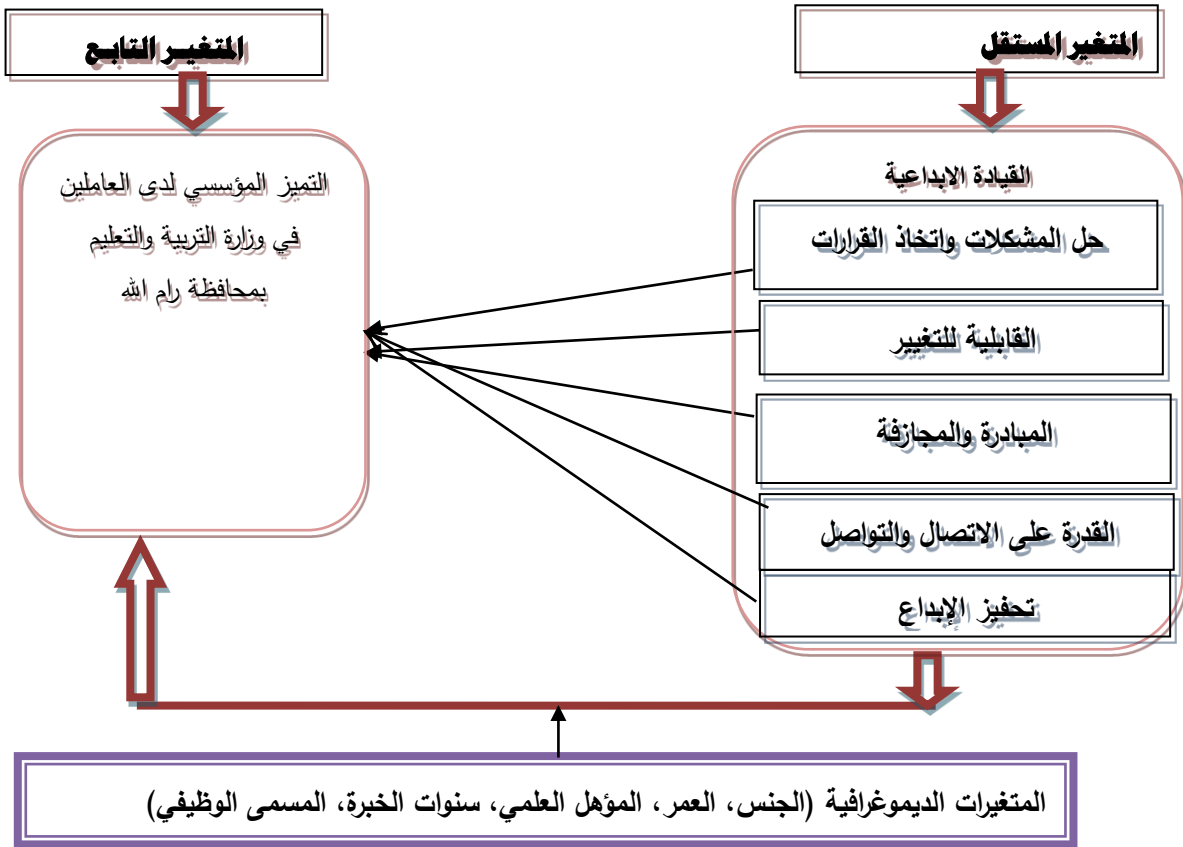 المتغير المستقل
المتغيـر التابـع
القيادة الابداعية
حل المشكلات واتخاذ القرارات
القابلية للتغيير
المبادرة والمجازفة
القدرة على الاتصال والتواصل
تحفيز الإبداع
التميز المؤسسي لدى العاملين
في وزارة التربية والتعليم
بمحافظة رام الله
المتغيرات الديموغرافية (الجنس، العمر، المؤهل العلمي، سنوات الخبرة، المسمى الوظيفي)